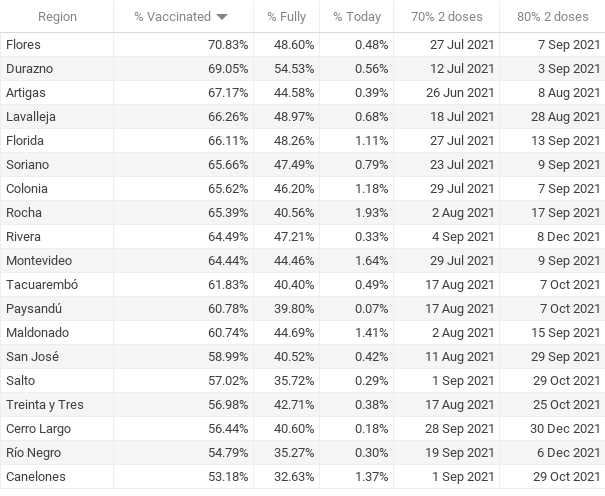 Region % Vaccinated % Fully % Today 70% 2 doses 80% 2 doses
Flores 70.83% 48.60% 0.48% 27 Jul 2021 7 Sep 2021
Durazno 69.05% 54.53% 0.56% 12 Jul 2021 3 Sep 2021
Artigas 67.17% 44.58% 0.39% 26 Jun 2021 8 Aug 2021
Lavalleja 66.26% 48.97% 0.68% 18 Jul 2021 28 Aug 2021
Florida 66.11% 48.26% 1.11% 27 Jul 2021 13 Sep 2021
Soriano 65.66% 47.49% 0.79% 23 Jul 2021 9 Sep 2021
Colonia 65.62% 46.20% 1.18% 29 Jul 2021 7 Sep 2021
Rocha 65.39% 40.56% 1.93% 2 Aug 2021 17 Sep 2021
Rivera 64.49% 47.21% 0.33% 4 Sep 2021 8 Dec 2021
Montevideo 64.44% 44.46% 1.64% 29 Jul 2021 9 Sep 2021
Tacuarembó 61.83% 40.40% 0.49% 17 Aug 2021 7 Oct 2021
Paysandú 60.78% 39.80% 0.07% 17 Aug 2021 7 Oct 2021
Maldonado 60.74% 44.69% 1.41% 2 Aug 2021 15 Sep 2021
San José 58.99% 40.52% 0.42% 11 Aug 2021 29 Sep 2021
Salto 57.02% 35.72% 0.29% 1 Sep 2021 29 Oct 2021
Treinta y Tres 56.98% 42.71% 0.38% 17 Aug 2021 25 Oct 2021
Cerro Largo 56.44% 40.60% 0.18% 28 Sep 2021 30 Dec 2021
Río Negro 54.79% 35.27% 0.30% 19 Sep 2021 6 Dec 2021
Canelones 53.18% 32.63% 1.37% 1 Sep 2021 29 Oct 2021